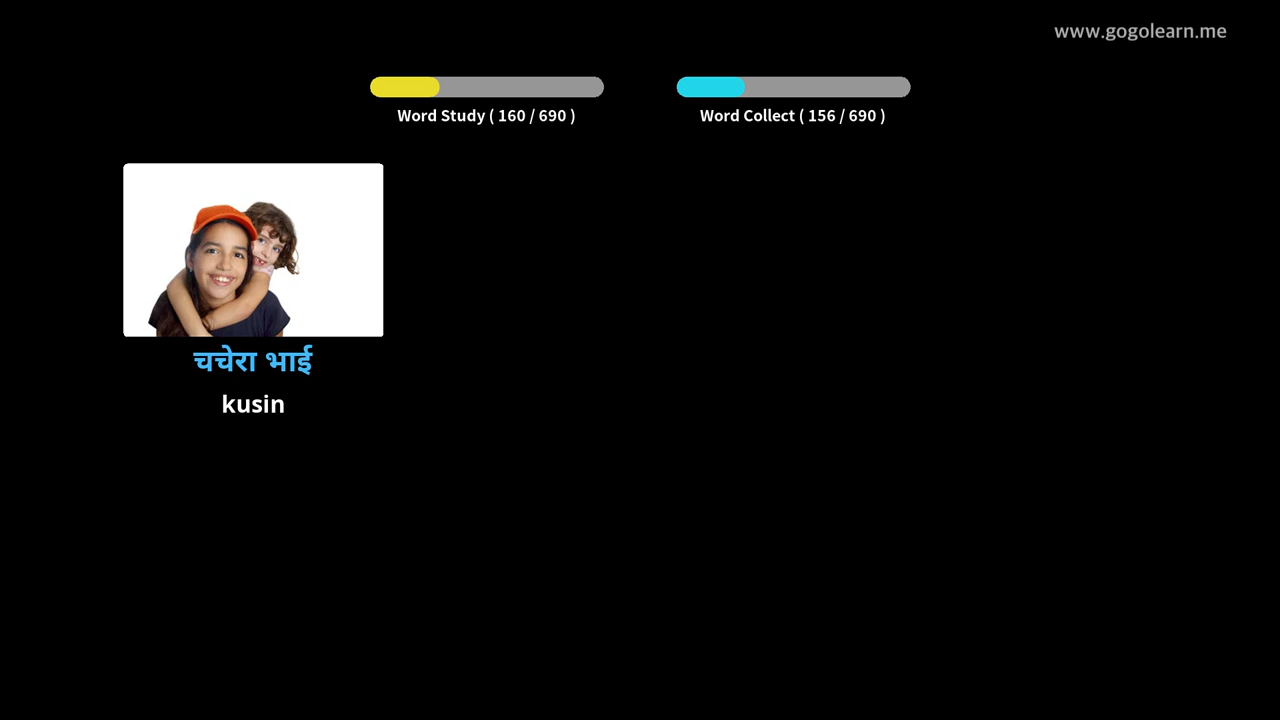 www.gogolearn.me
Word Study ( 160 / 690 )
Word Collect ( 156 / 690 )
चचेरा भाई
kusin